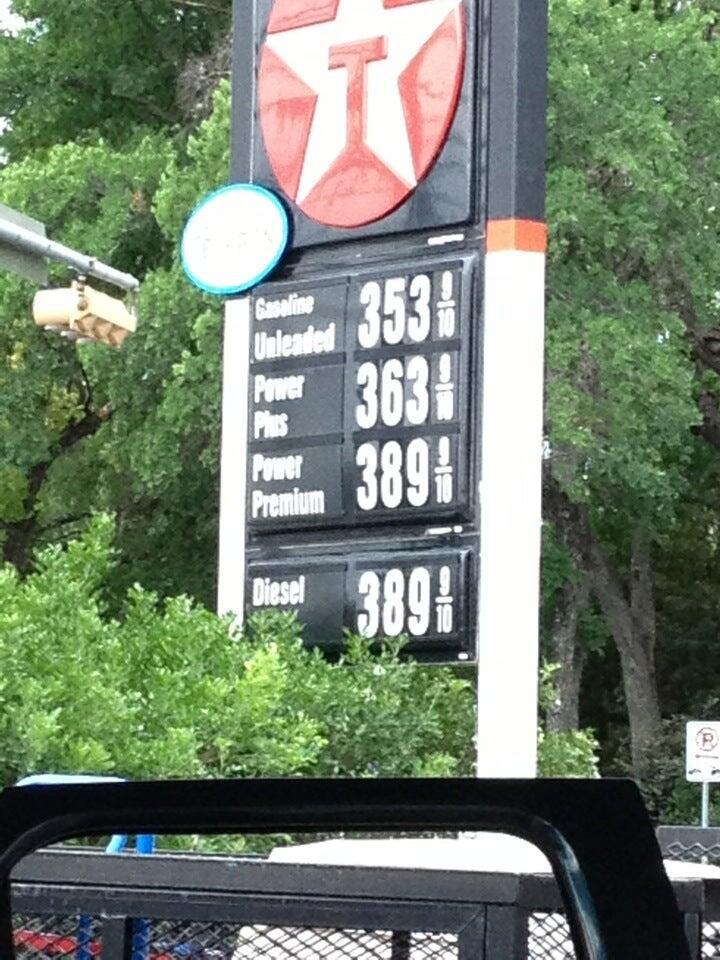 T
Gasoline
Unleaded
353 9/10
Power
Plus
363 9/10
Power
Premium
389 9/10
Diesel
389 9/10
P